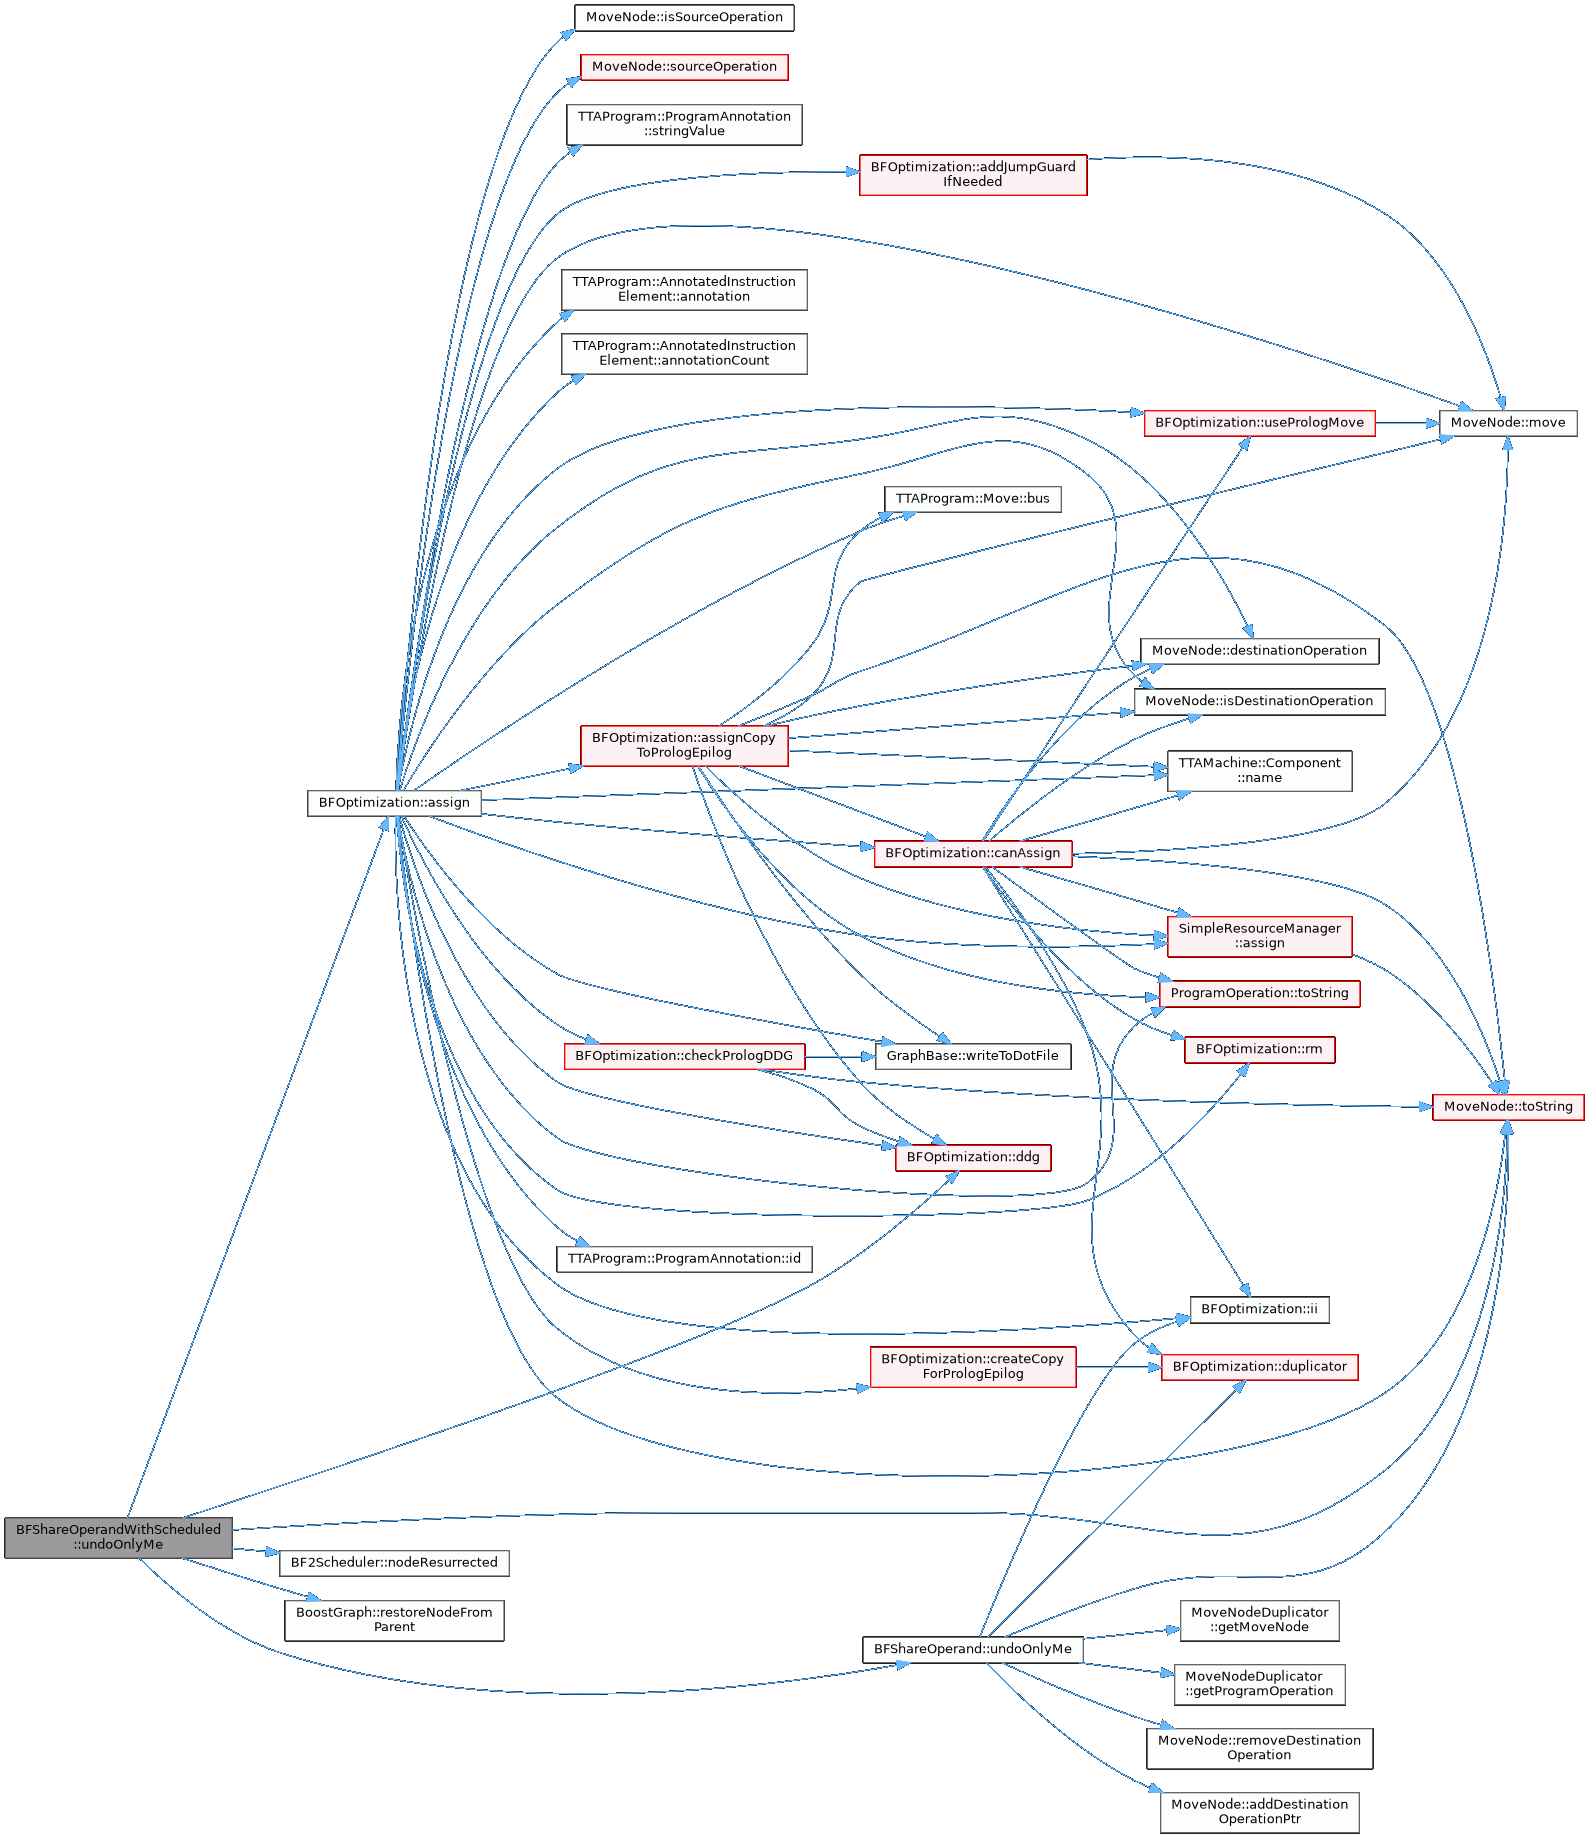 MoveNode::isSourceOperation
MoveNode::sourceOperation
TTAProgram::ProgramAnnotation
::stringValue
BFOptimization::addJumpGuard
IfNeeded
TTAProgram::AnnotatedInstruction
Element::annotation
TTAProgram::AnnotatedInstruction
Element::annotationCount
BFOptimization::usePrologMove
MoveNode::move
TTAProgram::Move::bus
MoveNode::destinationOperation
MoveNode::isDestinationOperation
BFOptimization::assignCopy
ToPrologEpilog
TTAMachine::Component
::name
BFOptimization::assign
BFOptimization::canAssign
SimpleResourceManager
::assign
ProgramOperation::toString
BFOptimization::rm
BFOptimization::checkPrologDDG
GraphBase::writeToDotFile
MoveNode::toString
BFOptimization::ddg
TTAProgram::ProgramAnnotation::id
BFOptimization::ii
BFOptimization::createCopy
ForPrologEpilog
BFOptimization::duplicator
BFShareOperandWithScheduled
::undoOnlyMe
BF2Scheduler::nodeResurrected
BoostGraph::restoreNodeFrom
Parent
BFShareOperand::undoOnlyMe
MoveNodeDuplicator
::getMoveNode
MoveNodeDuplicator
::getProgramOperation
MoveNode::removeDestination
Operation
MoveNode::addDestination
OperationPtr